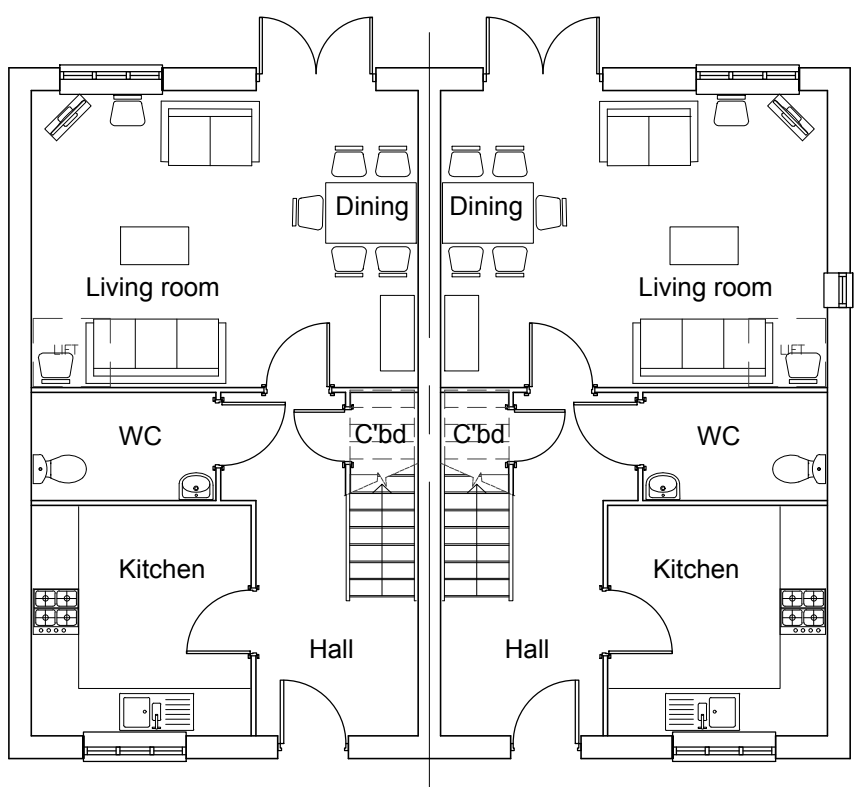 Dining
Dining
Living room
Living room
LIFT
LIFT
WC
C'bd
C'bd
WC
Kitchen
Kitchen
Hall
Hall